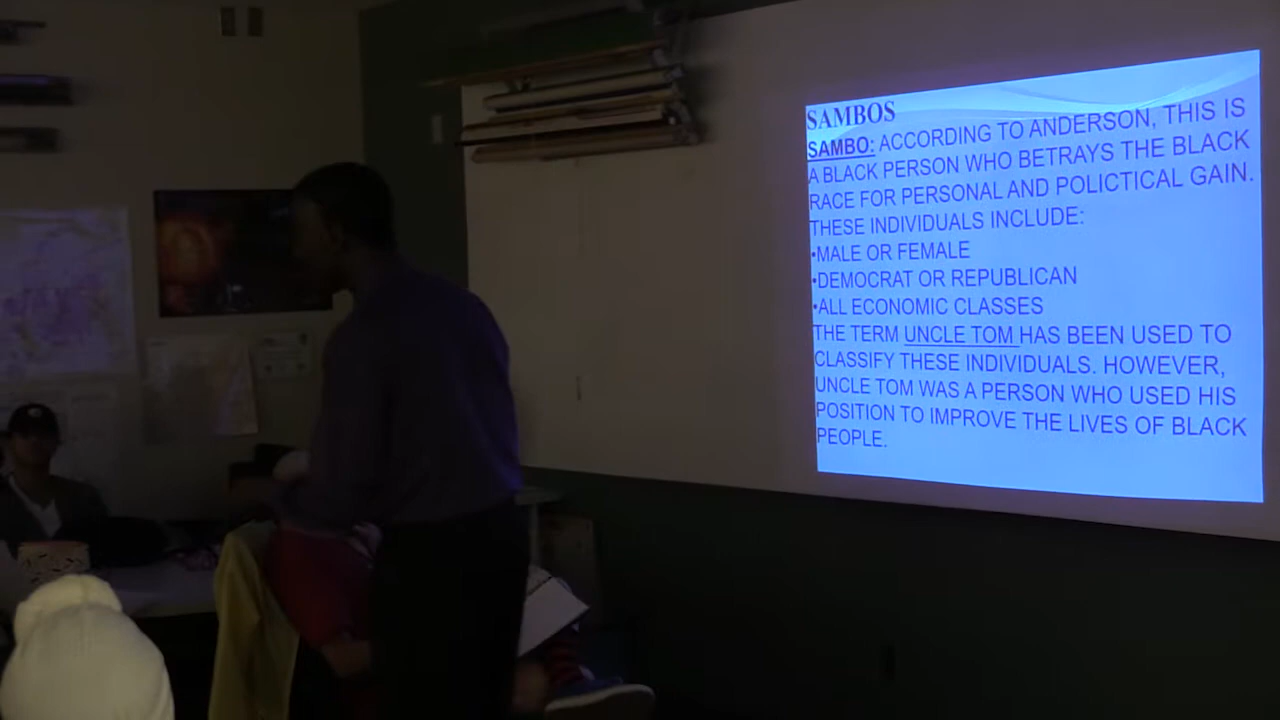 SAMBOS
SAMBO: ACCORDING TO ANDERSON, THIS IS
A BLACK PERSON WHO BETRAYS THE BLACK
RACE FOR PERSONAL AND POLICTICAL GAIN.
THESE INDIVIDUALS INCLUDE:
•MALE OR FEMALE
•DEMOCRAT OR REPUBLICAN
•ALL ECONOMIC CLASSES
THE TERM UNCLE TOM HAS BEEN USED TO
CLASSIFY THESE INDIVIDUALS. HOWEVER,
UNCLE TOM WAS A PERSON WHO USED HIS
POSITION TO IMPROVE THE LIVES OF BLACK
PEOPLE.